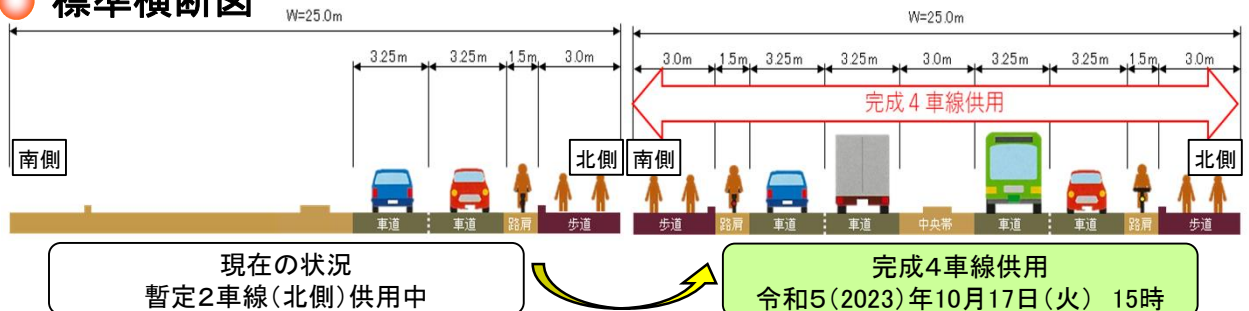 標準横断図
W=25.0m
3.25m 3.25m 1.5m 3.0m
南側 北側
車道 車道 路肩 歩道
現在の状況
暫定2車線(北側)供用中
W=25.0m
3.0m 1.5m 3.25m 3.25m 3.0m 3.25m 3.25m 1.5m 3.0m
完成4車線供用
南側 北側
歩道 路肩 車道 車道 中央帯 車道 車道 路肩 歩道
完成4車線供用
令和5(2023)年10月17日(火) 15時